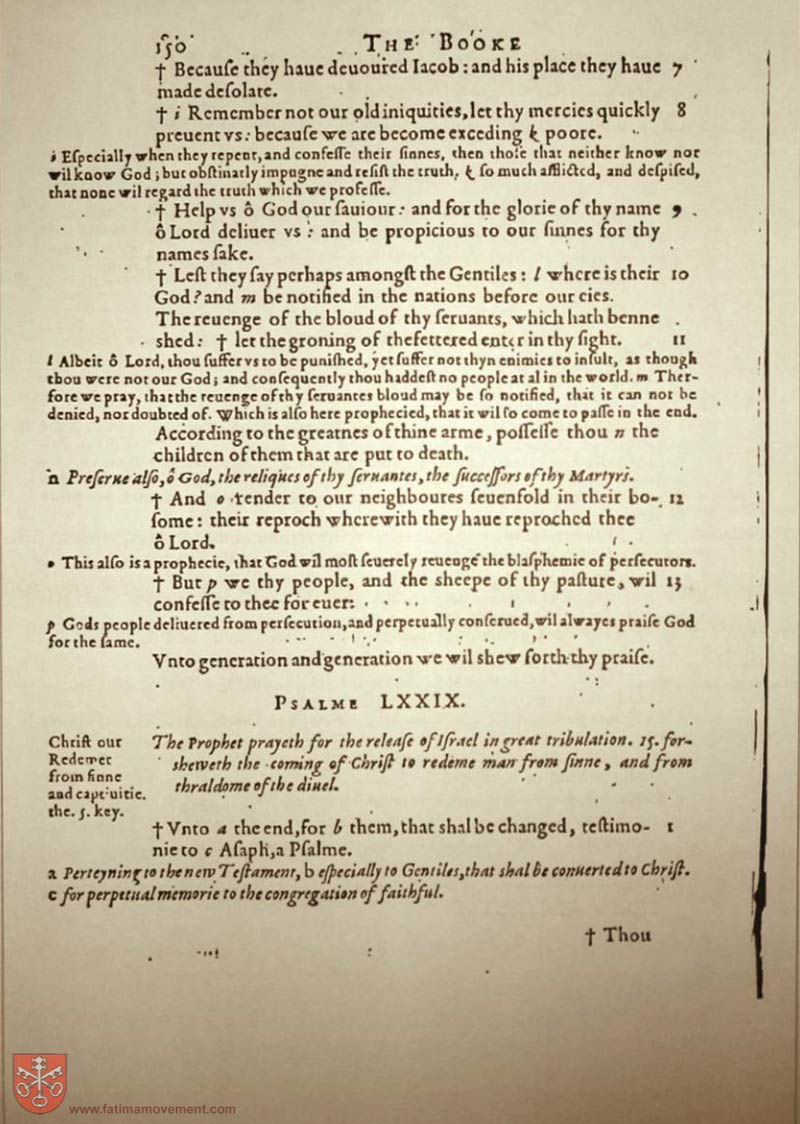 150 THE BOOKE
† Becauſe they haue deuoured Iacob: and his place they haue 7
made deſolate.
† i Remember not our old iniquities, let thy mercies quickly 8
preuent vs: becauſe we are become exceding k poore.
i Eſpecially when they repent, and confeſſe their ſinnes, then thoſe that neither know nor
wil know God; but obſtinatly impugne and reſiſt the truth. k ſo much afflicted, and deſpiſed,
that none wil regard the truth which we profeſſe.
† Help vs ô God our ſauiour: and for the glorie of thy name 9
ô Lord deliuer vs: and be propicious to our ſinnes for thy
names ſake.
† Leſt they ſay perhaps amongſt the Gentiles: l where is their 10
God? and m be notified in the nations before our eies.
The reuenge of the bloud of thy ſeruants, which hath benne
shed: † let the groning of thefettered enter in thy ſight. 11
l Albeit ô Lord, thou ſuffer vs to be puniſhed, yet ſuffer not thyn enimies to inſult, as though
thou were not our God; and conſequently thou haddeſt no people at al in the world. m Ther-
fore we pray, that the reuenge of thy ſeruantes bloud may be ſo notified, that it can not be
denied, nor doubted of. Which is alſo here prophecied, that it wil ſo come to paſſe in the end.
According to the greatnes of thine arme, poſſeſſe thou n the
children of them that are put to death.
n Preſerue alſo, ô God, the reliques of thy ſeruantes, the ſucceſſors of thy Martyrs.
† And o render to our neighboures ſeuenfold in their bo- 12
ſome: their reproch wherewith they haue reproched thee
ô Lord.
o This alſo is a prophecie, that God wil moſt ſeuerely reuenge the blaſphemie of perſecutors.
† But p we thy people, and the sheepe of thy paſture, wil 13
confeſſe to thee for euer:
p Gods people deliuered from perſecution, and perpetually conſerued, wil alwayes praiſe God
for the ſame.
Vnto generation and generation we wil shew forth thy praiſe.
PSALME LXXIX.
Chriſt our
Redemer
from ſinne
and captiuitie.
the. 5. key.
The Prophet prayeth for the releaſe of Iſrael in great tribulation. 15. for-
sheweth the coming of Chriſt to redeme man from ſinne, and from
thraldome of the diuel.
† Vnto a the end, for b them, that shal be changed, teſtimo- 1
nie to c Aſaph, a Pſalme.
a Perteyning to the new Teſtament, b eſpecially to Gentiles, that shal be conuerted to Chriſt.
c for perpetual memorie to the congregation of faithful.
† Thou
www.fatimamovement.com